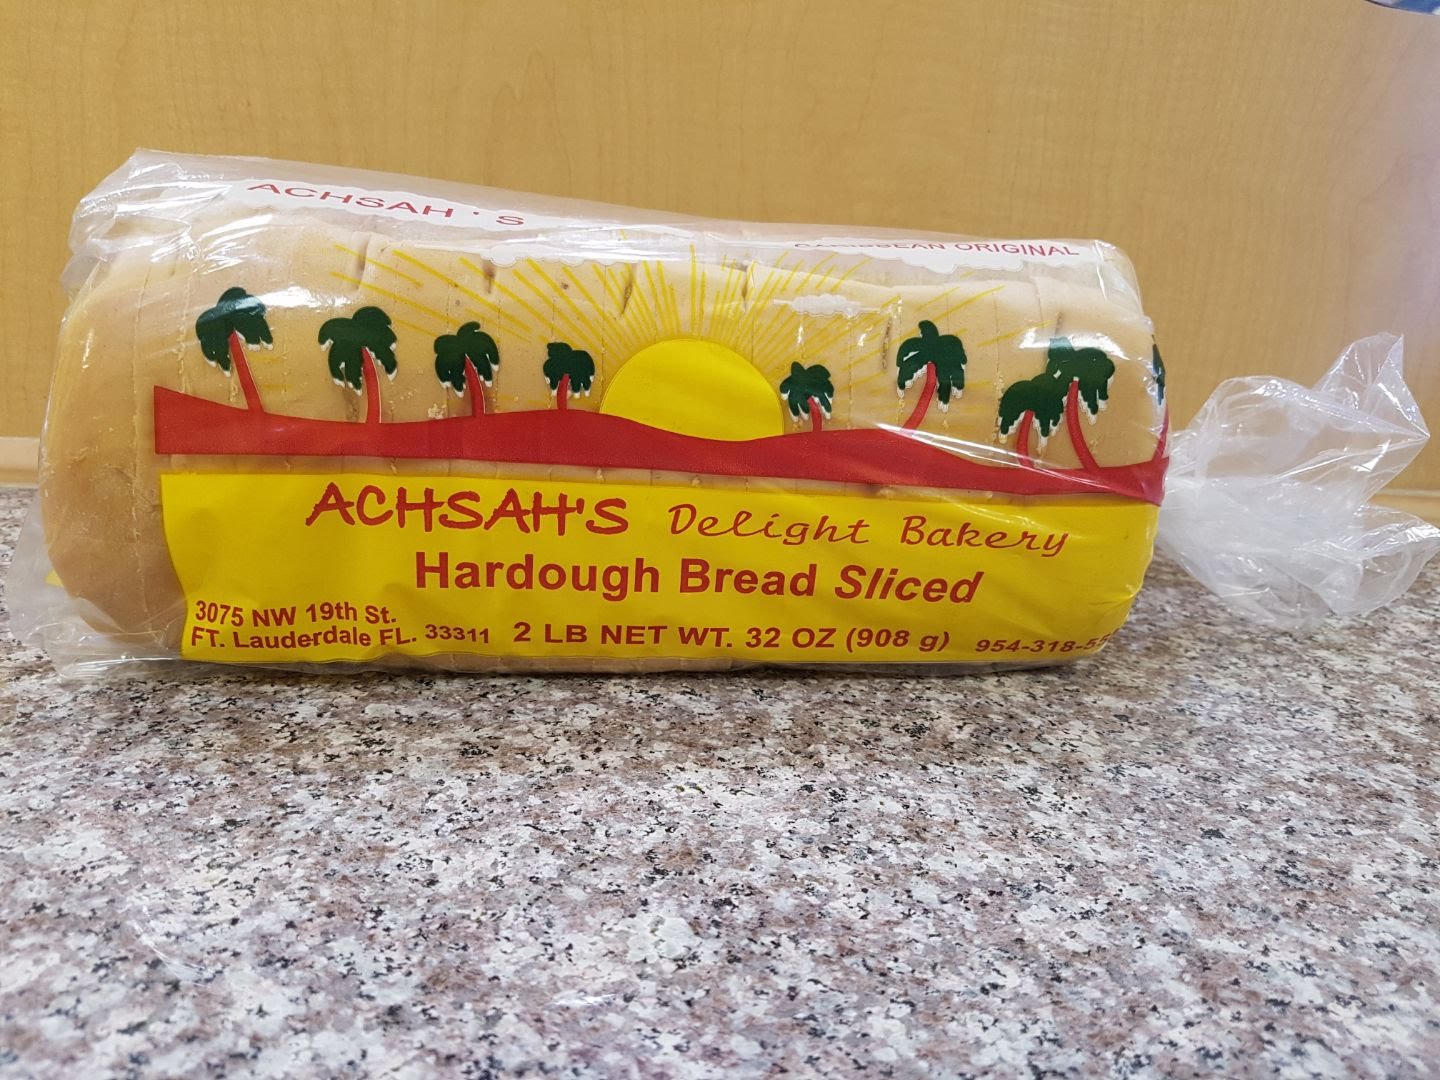 ACHSAH'S
CARIBBEAN ORIGINAL
ACHSAH'S Delight Bakery
Hardough Bread Sliced
3075 NW 19th St.
FT. Lauderdale FL. 33311 2 LB NET WT. 32 OZ (908 g)